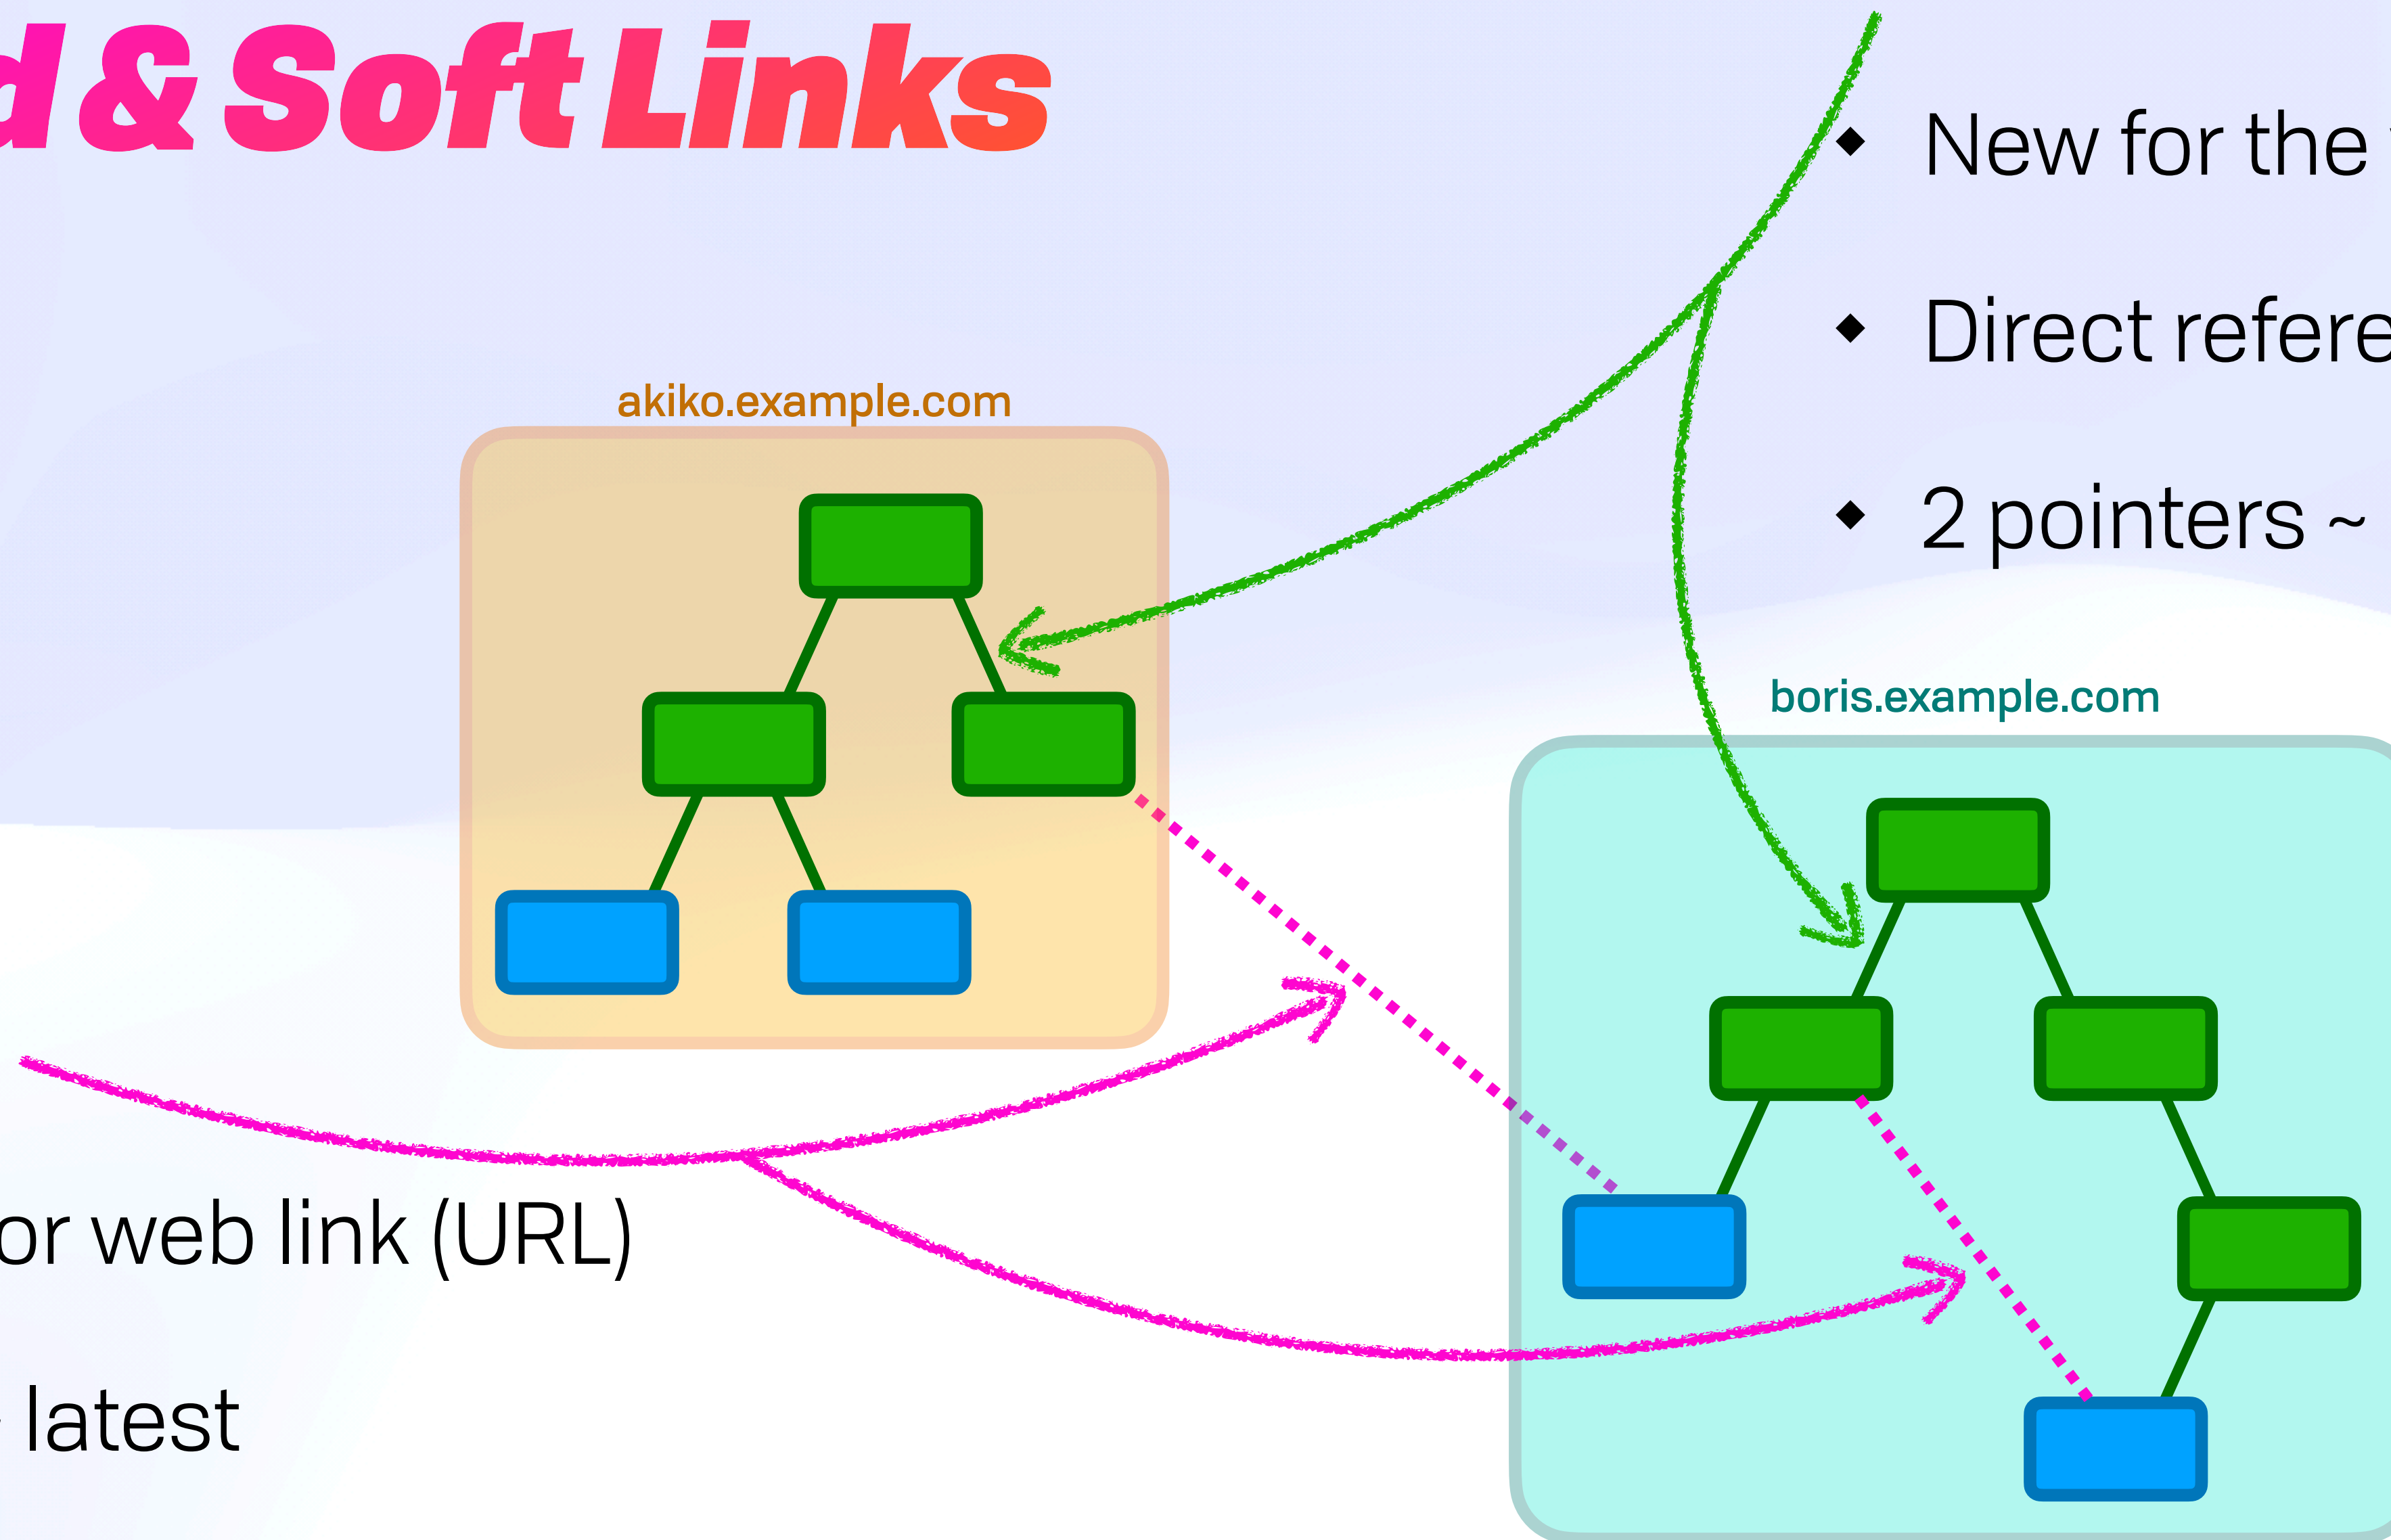 d & Soft Links
New for the
Direct refere
2 pointers ~
akiko.example.com
boris.example.com
or web link (URL)
latest